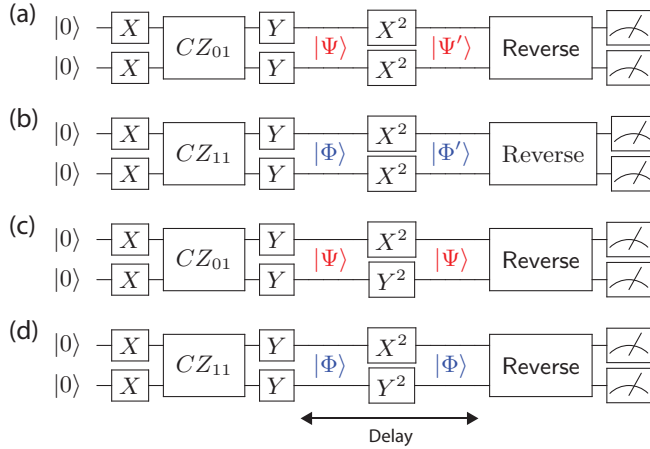 (a) |0⟩ X CZ₀₁ Y |Ψ⟩ X² |Ψ′⟩ Reverse
|0⟩ X Y X²
(b) |0⟩ X CZ₁₁ Y |Φ⟩ X² |Φ′⟩ Reverse
|0⟩ X Y X²
(c) |0⟩ X CZ₀₁ Y |Ψ⟩ X² |Ψ⟩ Reverse
|0⟩ X Y Y²
(d) |0⟩ X CZ₁₁ Y |Φ⟩ X² |Φ⟩ Reverse
|0⟩ X Y Y²
Delay